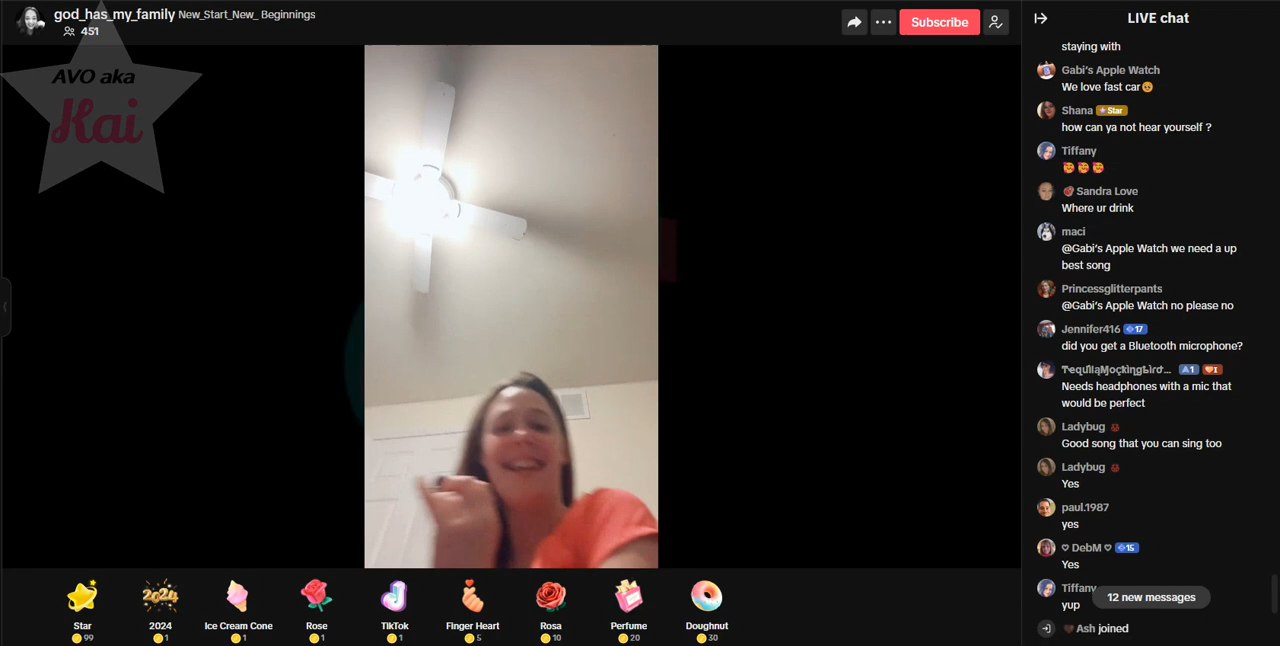 god_has_my_family New_Start_New_ Beginnings
451
Subscribe
AVO aka
Kai
LIVE chat
staying with
Gabi's Apple Watch
We love fast car
Shana Star
how can ya not hear yourself ?
Tiffany
Sandra Love
Where ur drink
maci
@Gabi's Apple Watch we need a up
best song
Princessglitterpants
@Gabi's Apple Watch no please no
Jennifer416 17
did you get a Bluetooth microphone?
1 1
Needs headphones with a mic that
would be perfect
Ladybug
Good song that you can sing too
Ladybug
Yes
paul.1987
yes
♡ DebM ♡ 15
Yes
Tiffany
yup
12 new messages
Ash joined
Star
99
2024
2024
1
Ice Cream Cone
1
Rose
1
TikTok
1
Finger Heart
5
Rosa
10
Perfume
20
Doughnut
30